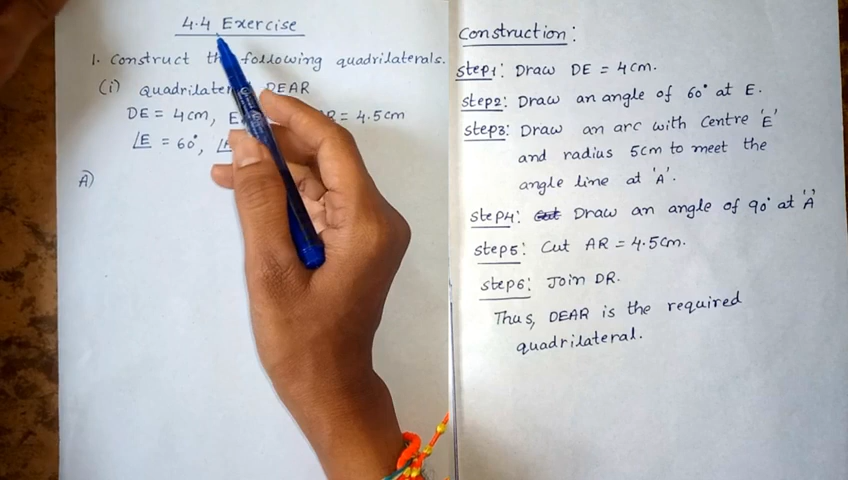 4.4 Exercise
1. Construct the following quadrilaterals.
(i) quadrilateral DEAR
DE = 4cm, E = 4.5cm
∠E = 60°,
A)
Construction:
Step1: Draw DE = 4cm.
Step2: Draw an angle of 60° at E.
Step3: Draw an arc with Centre 'E'
and radius 5cm to meet the
angle line at 'A'.
Step4: Draw an angle of 90° at 'A'
Step5: Cut AR = 4.5cm.
Step6: Join DR.
Thus, DEAR is the required
quadrilateral.